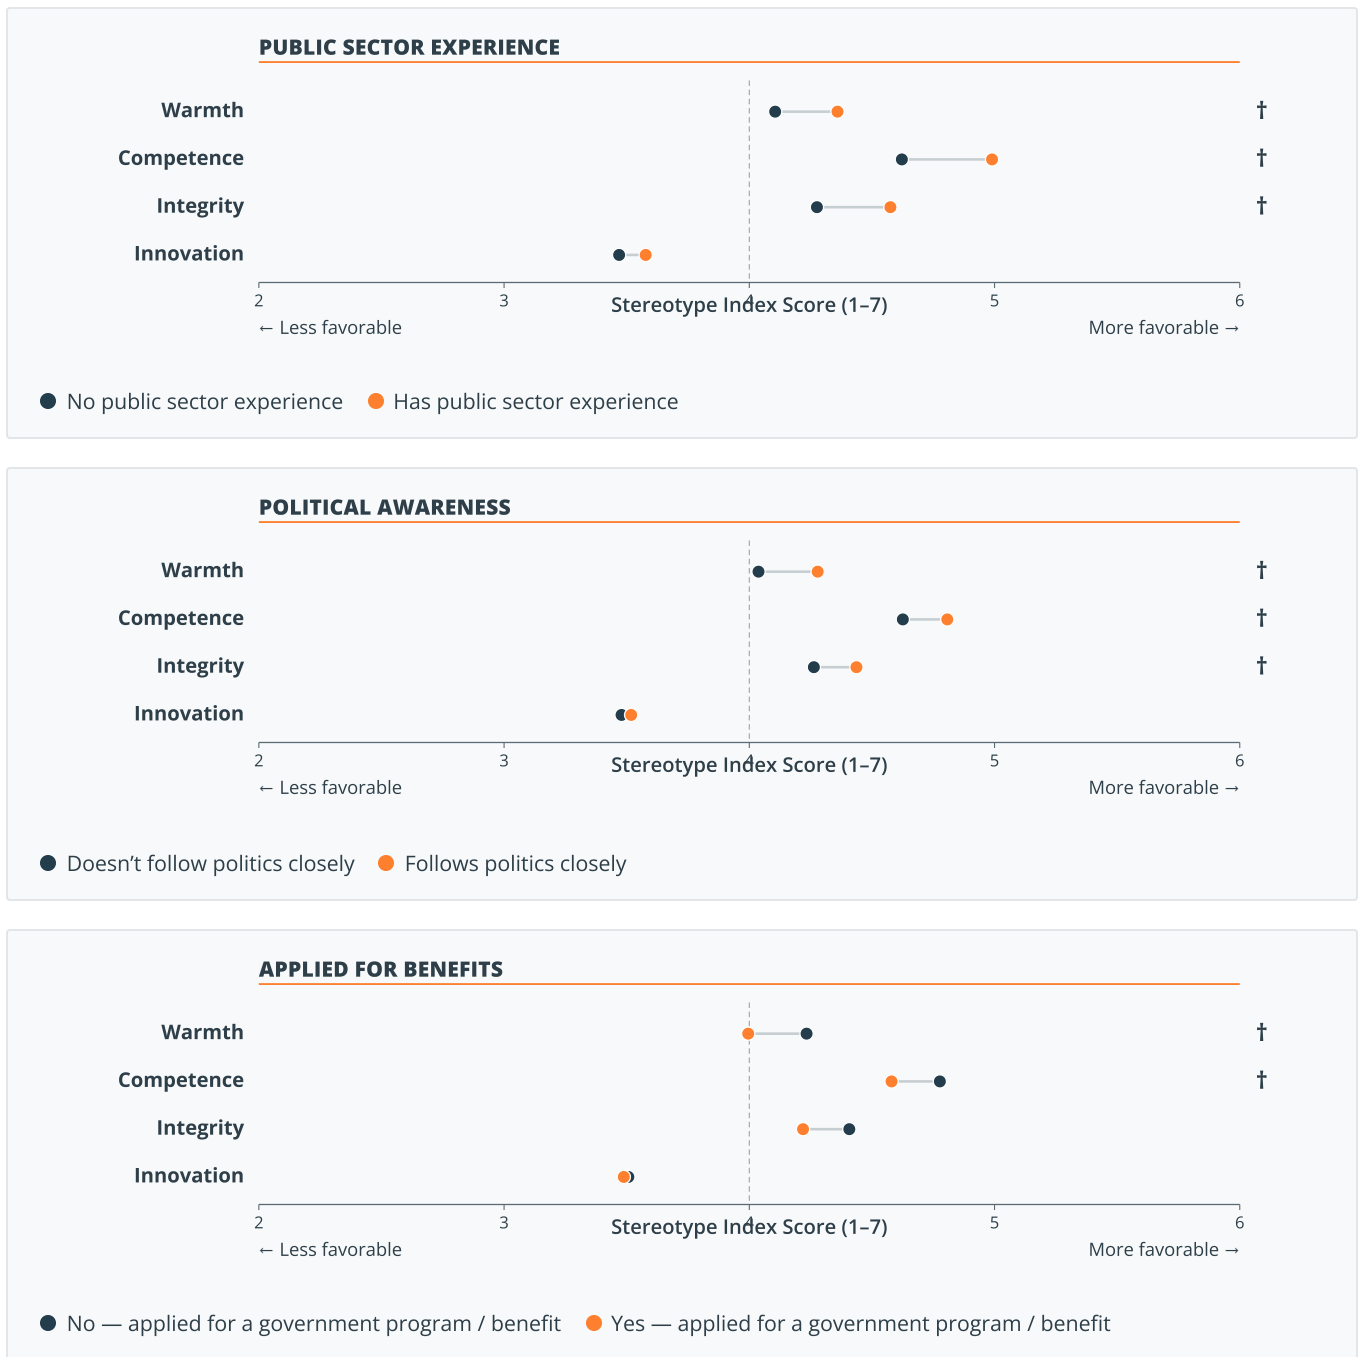 PUBLIC SECTOR EXPERIENCE
Warmth †
Competence †
Integrity †
Innovation
2 3 4 5 6
Stereotype Index Score (1–7)
← Less favorable More favorable →
No public sector experience Has public sector experience
POLITICAL AWARENESS
Warmth †
Competence †
Integrity †
Innovation
2 3 4 5 6
Stereotype Index Score (1–7)
← Less favorable More favorable →
Doesn’t follow politics closely Follows politics closely
APPLIED FOR BENEFITS
Warmth †
Competence †
Integrity
Innovation
2 3 4 5 6
Stereotype Index Score (1–7)
← Less favorable More favorable →
No — applied for a government program / benefit Yes — applied for a government program / benefit